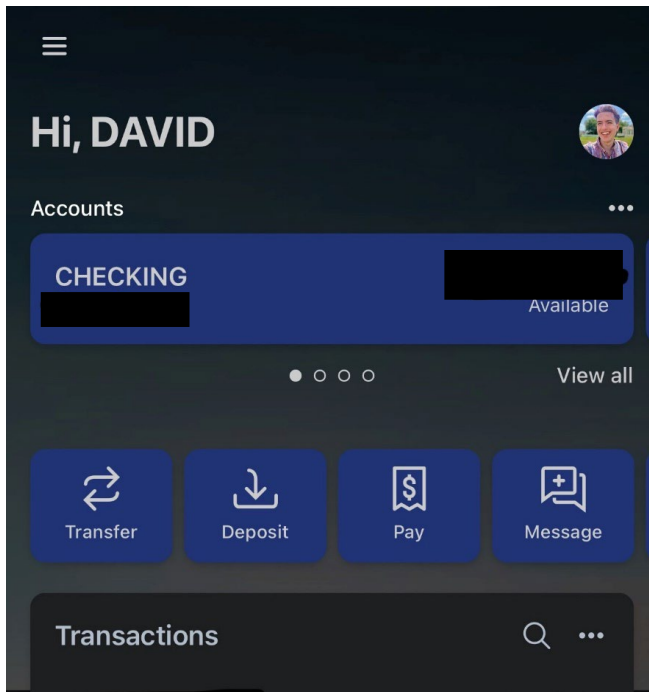 Hi, DAVID
Accounts
CHECKING
Available
View all
Transfer Deposit Pay Message
Transactions